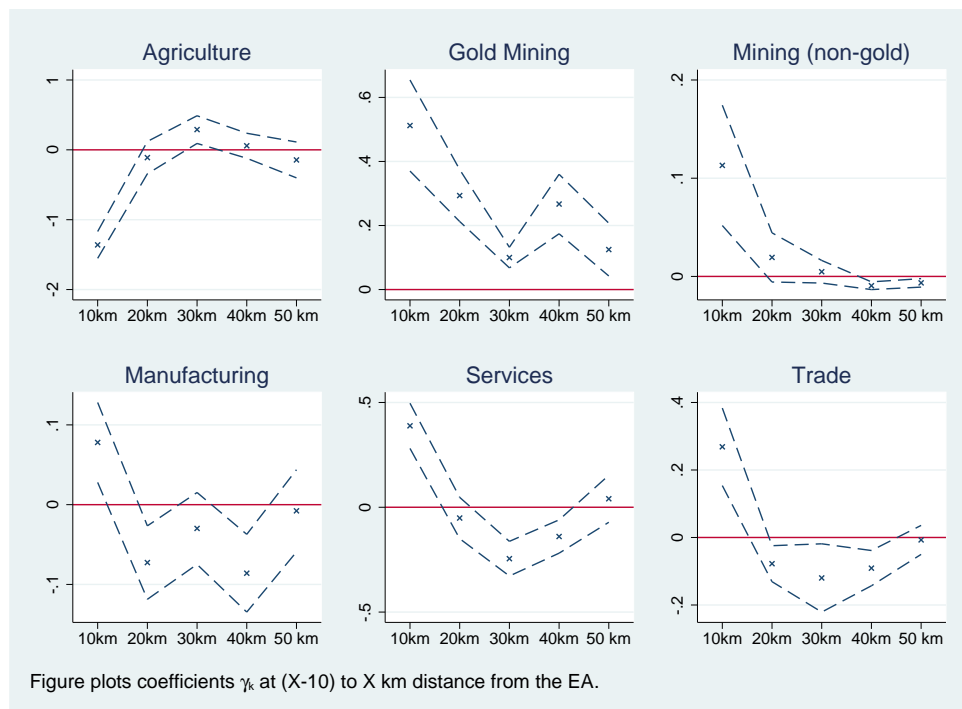 Agriculture
1
0
-1
-2
10km 20km 30km 40km 50 km
Gold Mining
.6
.4
.2
0
10km 20km 30km 40km 50 km
Mining (non-gold)
.2
.1
0
10km 20km 30km 40km 50 km
Manufacturing
.1
0
-.1
10km 20km 30km 40km 50 km
Services
.5
0
-.5
10km 20km 30km 40km 50 km
Trade
.4
.2
0
-.2
10km 20km 30km 40km 50 km
Figure plots coefficients γk at (X-10) to X km distance from the EA.